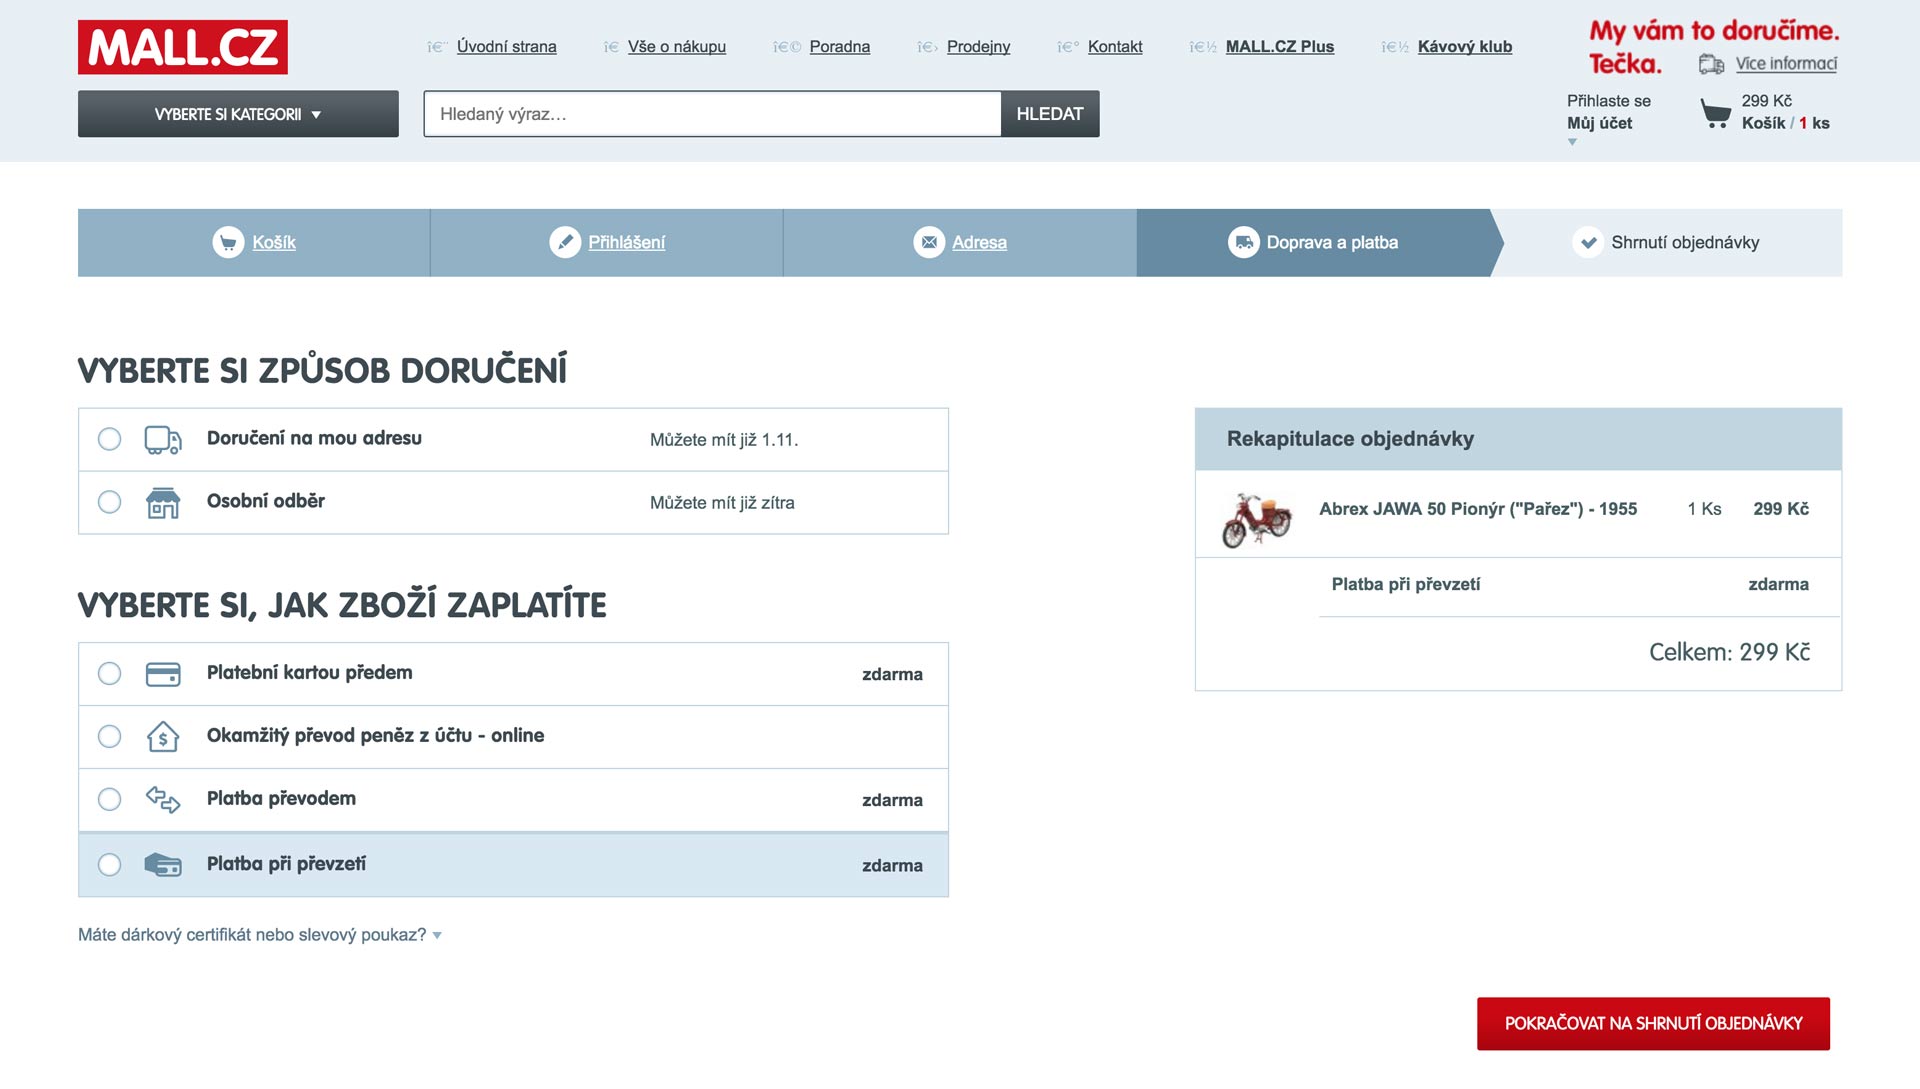 MALL.CZ
Úvodní strana
Vše o nákupu
Poradna
Prodejny
Kontakt
MALL.CZ Plus
Kávový klub
My vám to doručíme.
Tečka.
Více informací
VYBERTE SI KATEGORII
Hledaný výraz…
HLEDAT
Přihlaste se
Můj účet
299 Kč
Košík / 1 ks
Košík
Přihlášení
Adresa
Doprava a platba
Shrnutí objednávky
VYBERTE SI ZPŮSOB DORUČENÍ
Doručení na mou adresu Můžete mít již 1.11.
Osobní odběr Můžete mít již zítra
VYBERTE SI, JAK ZBOŽÍ ZAPLATÍTE
Platební kartou předem zdarma
Okamžitý převod peněz z účtu - online
Platba převodem zdarma
Platba při převzetí zdarma
Máte dárkový certifikát nebo slevový poukaz?
Rekapitulace objednávky
Abrex JAWA 50 Pionýr ("Pařez") - 1955 1 Ks 299 Kč
Platba při převzetí zdarma
Celkem: 299 Kč
POKRAČOVAT NA SHRNUTÍ OBJEDNÁVKY